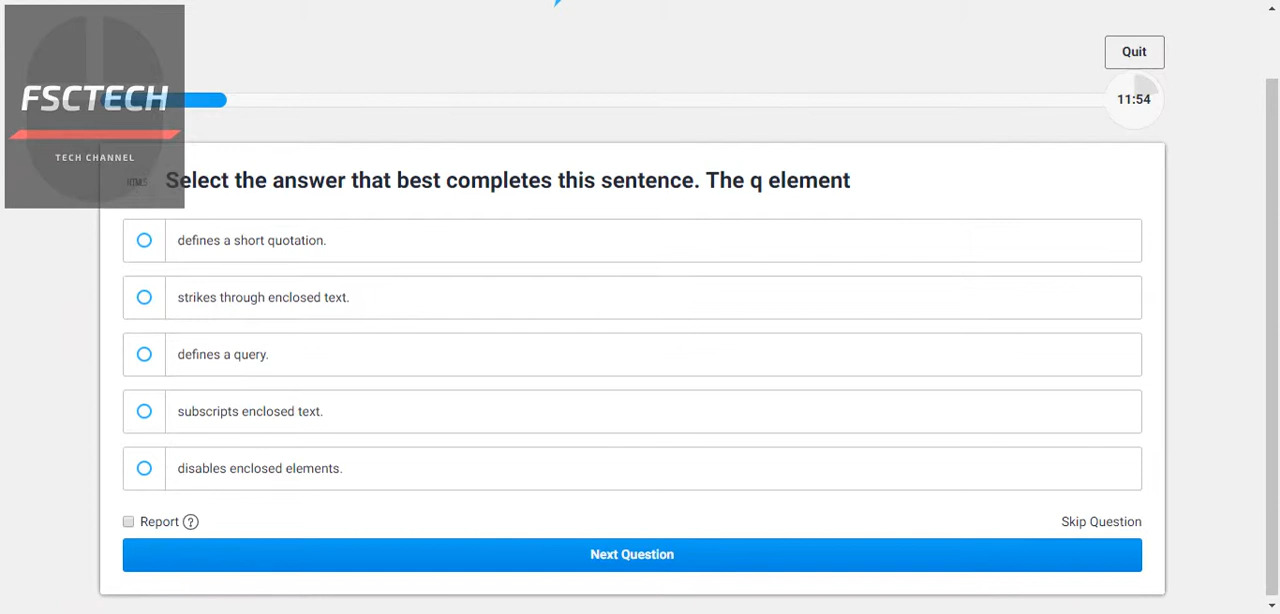 Quit
FSCTECH
11:54
TECH CHANNEL
HTML5
Select the answer that best completes this sentence. The q element
defines a short quotation.
strikes through enclosed text.
defines a query.
subscripts enclosed text.
disables enclosed elements.
Report ?
Skip Question
Next Question